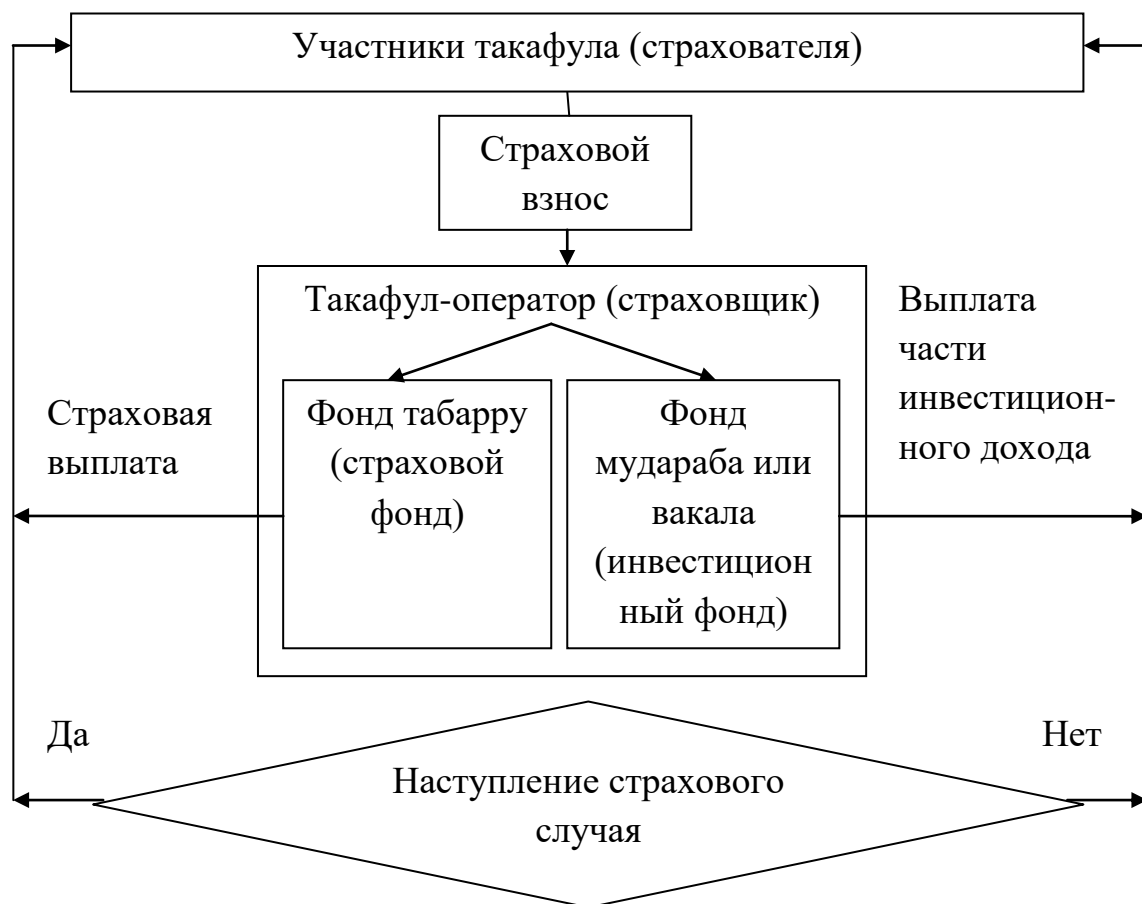 Участники такафула (страхователя)
Страховой
взнос
Такафул-оператор (страховщик)
Выплата
части
инвестицион-
ного дохода
Страховая
выплата
Фонд табарру
(страховой
фонд)
Фонд
мудараба или
вакала
(инвестицион
ный фонд)
Да
Нет
Наступление страхового
случая